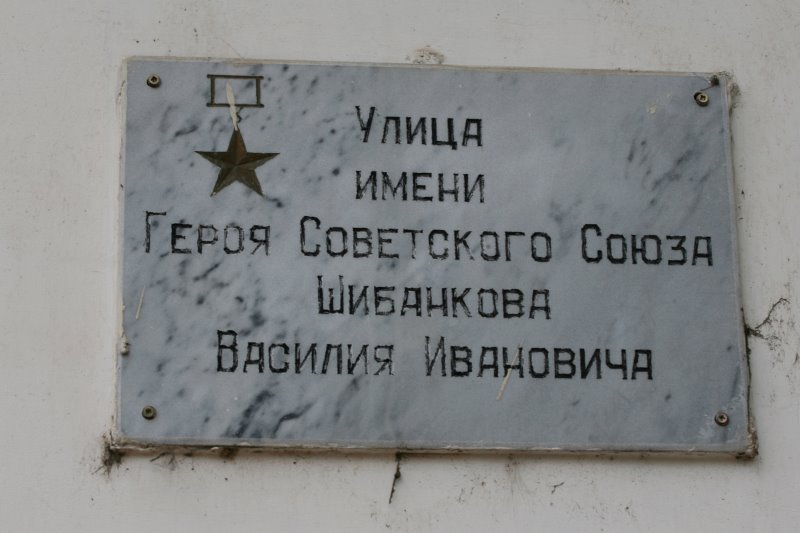 Улица
имени
Героя Советского Союза
Шибанкова
Василия Ивановича